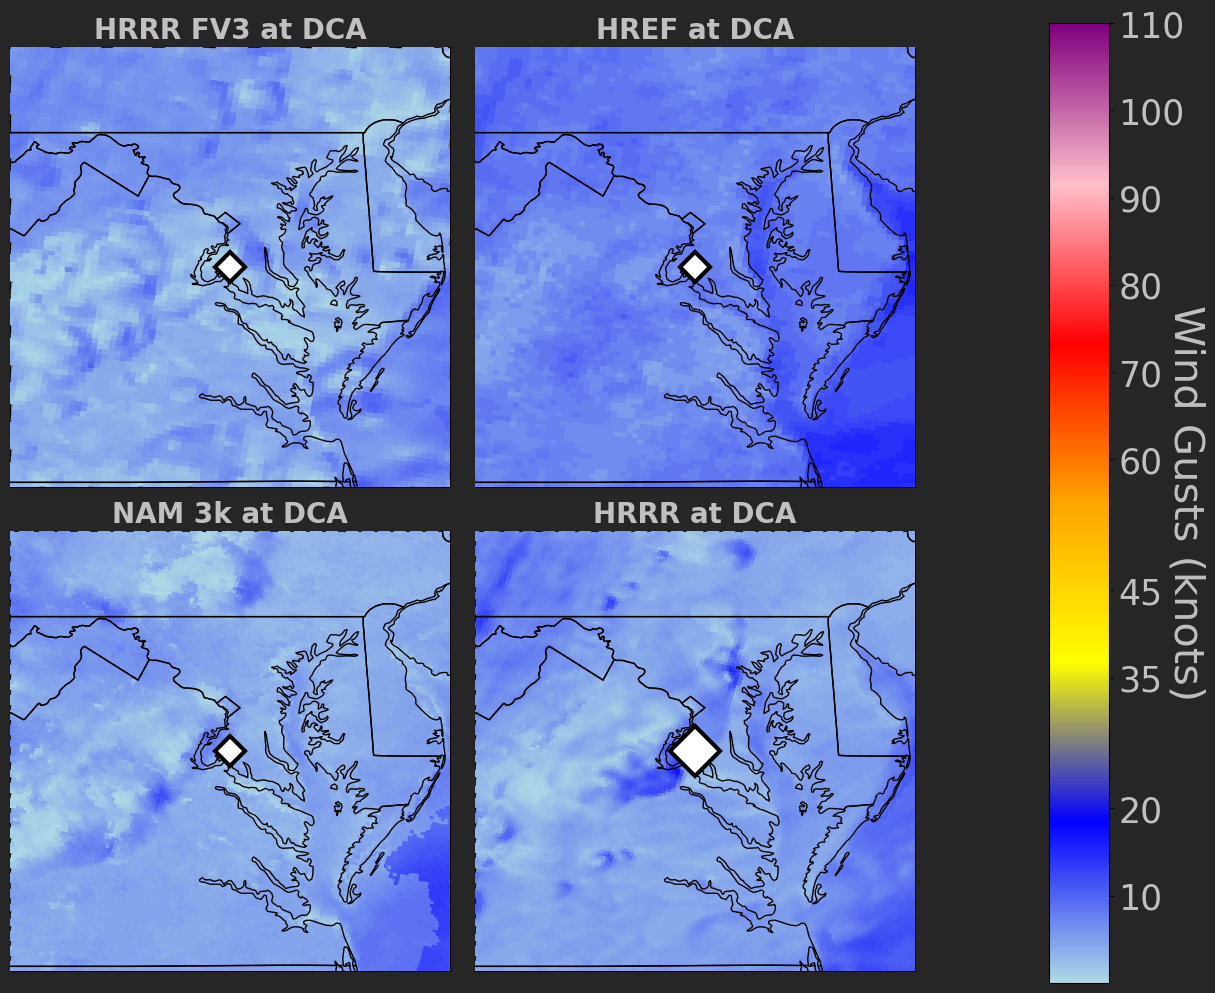 HRRR FV3 at DCA
HREF at DCA
NAM 3k at DCA
HRRR at DCA
110
100
90
80
70
60
45
35
20
10
Wind Gusts (knots)